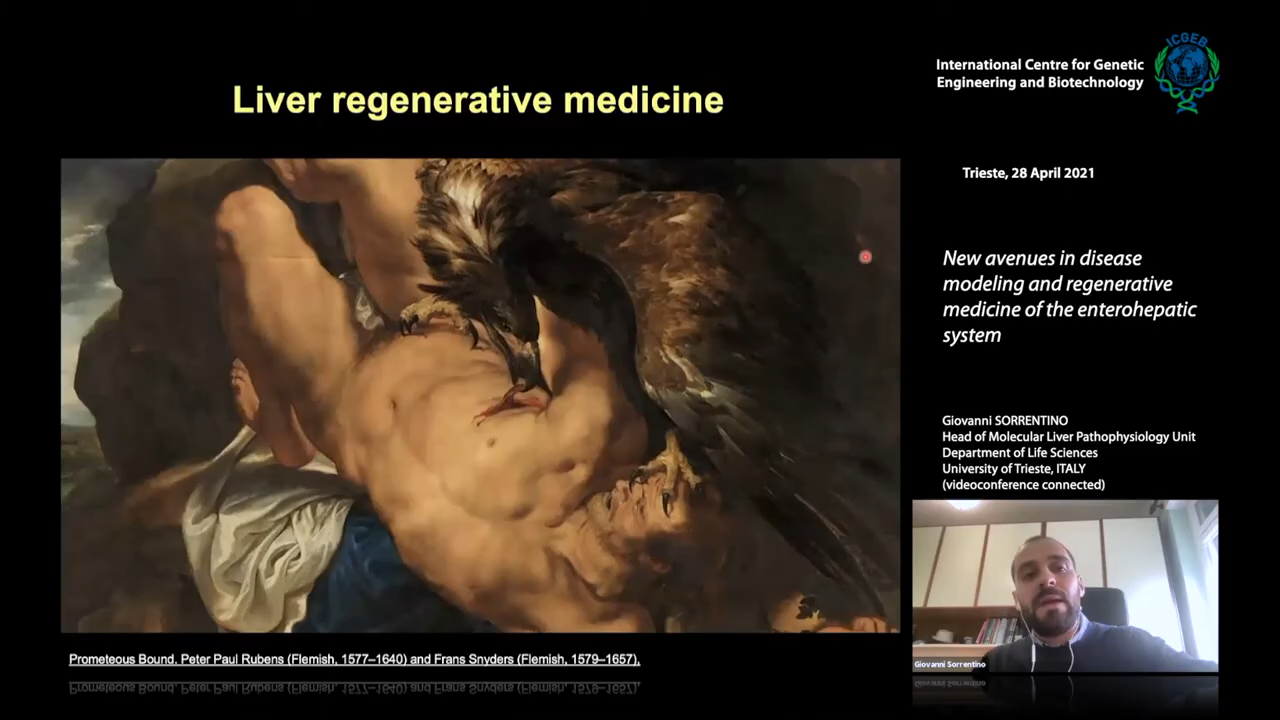 Liver regenerative medicine
International Centre for Genetic
Engineering and Biotechnology
ICGEB
Trieste, 28 April 2021
New avenues in disease
modeling and regenerative
medicine of the enterohepatic
system
Giovanni SORRENTINO
Head of Molecular Liver Pathophysiology Unit
Department of Life Sciences
University of Trieste, ITALY
(videoconference connected)
Giovanni Sorrentino
Prometeous Bound. Peter Paul Rubens (Flemish, 1577–1640) and Frans Snyders (Flemish, 1579–1657),